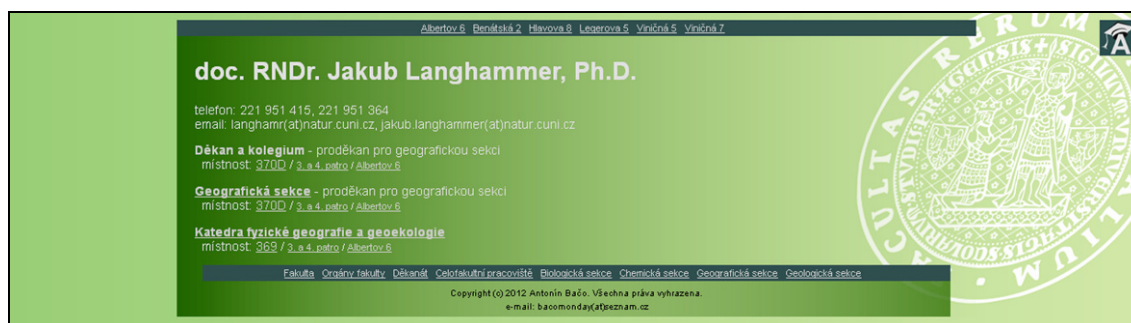 Albertov 6 Benátská 2 Hlavova 8 Legerova 5 Viničná 5 Viničná 7
doc. RNDr. Jakub Langhammer, Ph.D.
telefon: 221 951 415, 221 951 364
email: langhamr(at)natur.cuni.cz, jakub.langhammer(at)natur.cuni.cz
Děkan a kolegium - proděkan pro geografickou sekci
místnost: 370D / 3. a 4. patro / Albertov 6
Geografická sekce - proděkan pro geografickou sekci
místnost: 370D / 3. a 4. patro / Albertov 6
Katedra fyzické geografie a geoekologie
místnost: 369 / 3. a 4. patro / Albertov 6
Fakulta Orgány fakulty Děkanát Celofakultní pracoviště Biologická sekce Chemická sekce Geografická sekce Geologická sekce
Copyright (c) 2012 Antonín Bačo. Všechna práva vyhrazena.
e-mail: bacomonday(at)seznam.cz
A